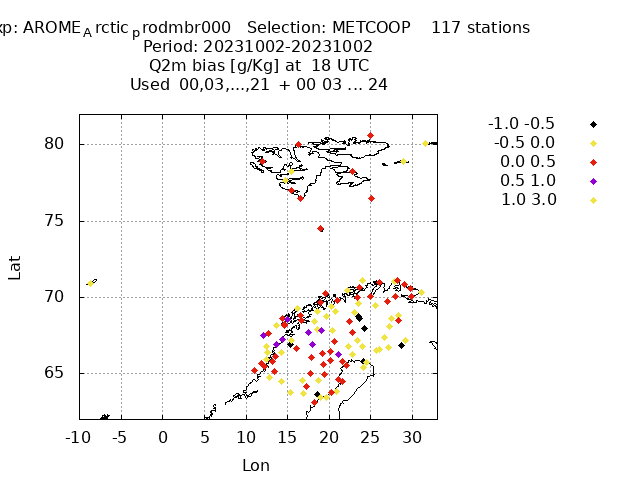 xp: AROME_Arctic_prodmbr000 Selection: METCOOP 117 stations
Period: 20231002-20231002
Q2m bias [g/Kg] at 18 UTC
Used 00,03,...,21 + 00 03 ... 24
-1.0 -0.5
-0.5 0.0
0.0 0.5
0.5 1.0
1.0 3.0
80
75
70
65
Lat
-10 -5 0 5 10 15 20 25 30
Lon